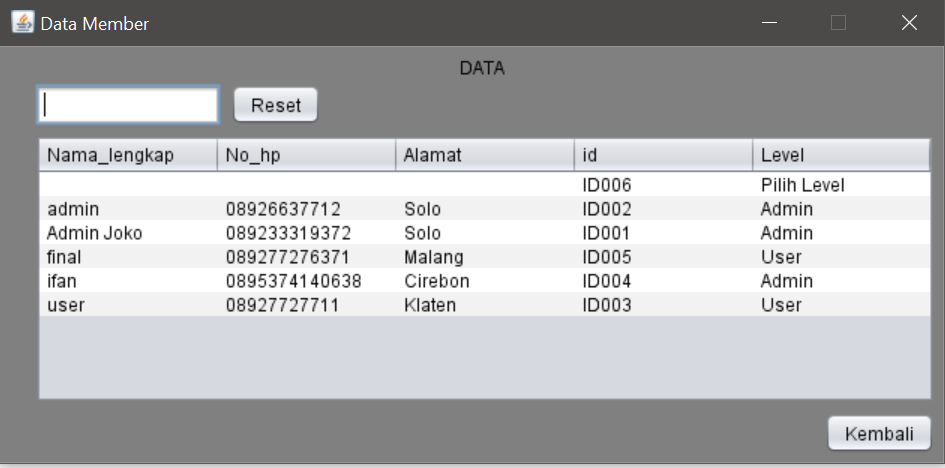 Data Member
DATA
Reset
Nama_lengkap No_hp Alamat id Level
ID006 Pilih Level
admin 08926637712 Solo ID002 Admin
Admin Joko 089233319372 Solo ID001 Admin
final 089277276371 Malang ID005 User
ifan 0895374140638 Cirebon ID004 Admin
user 08927727711 Klaten ID003 User
Kembali